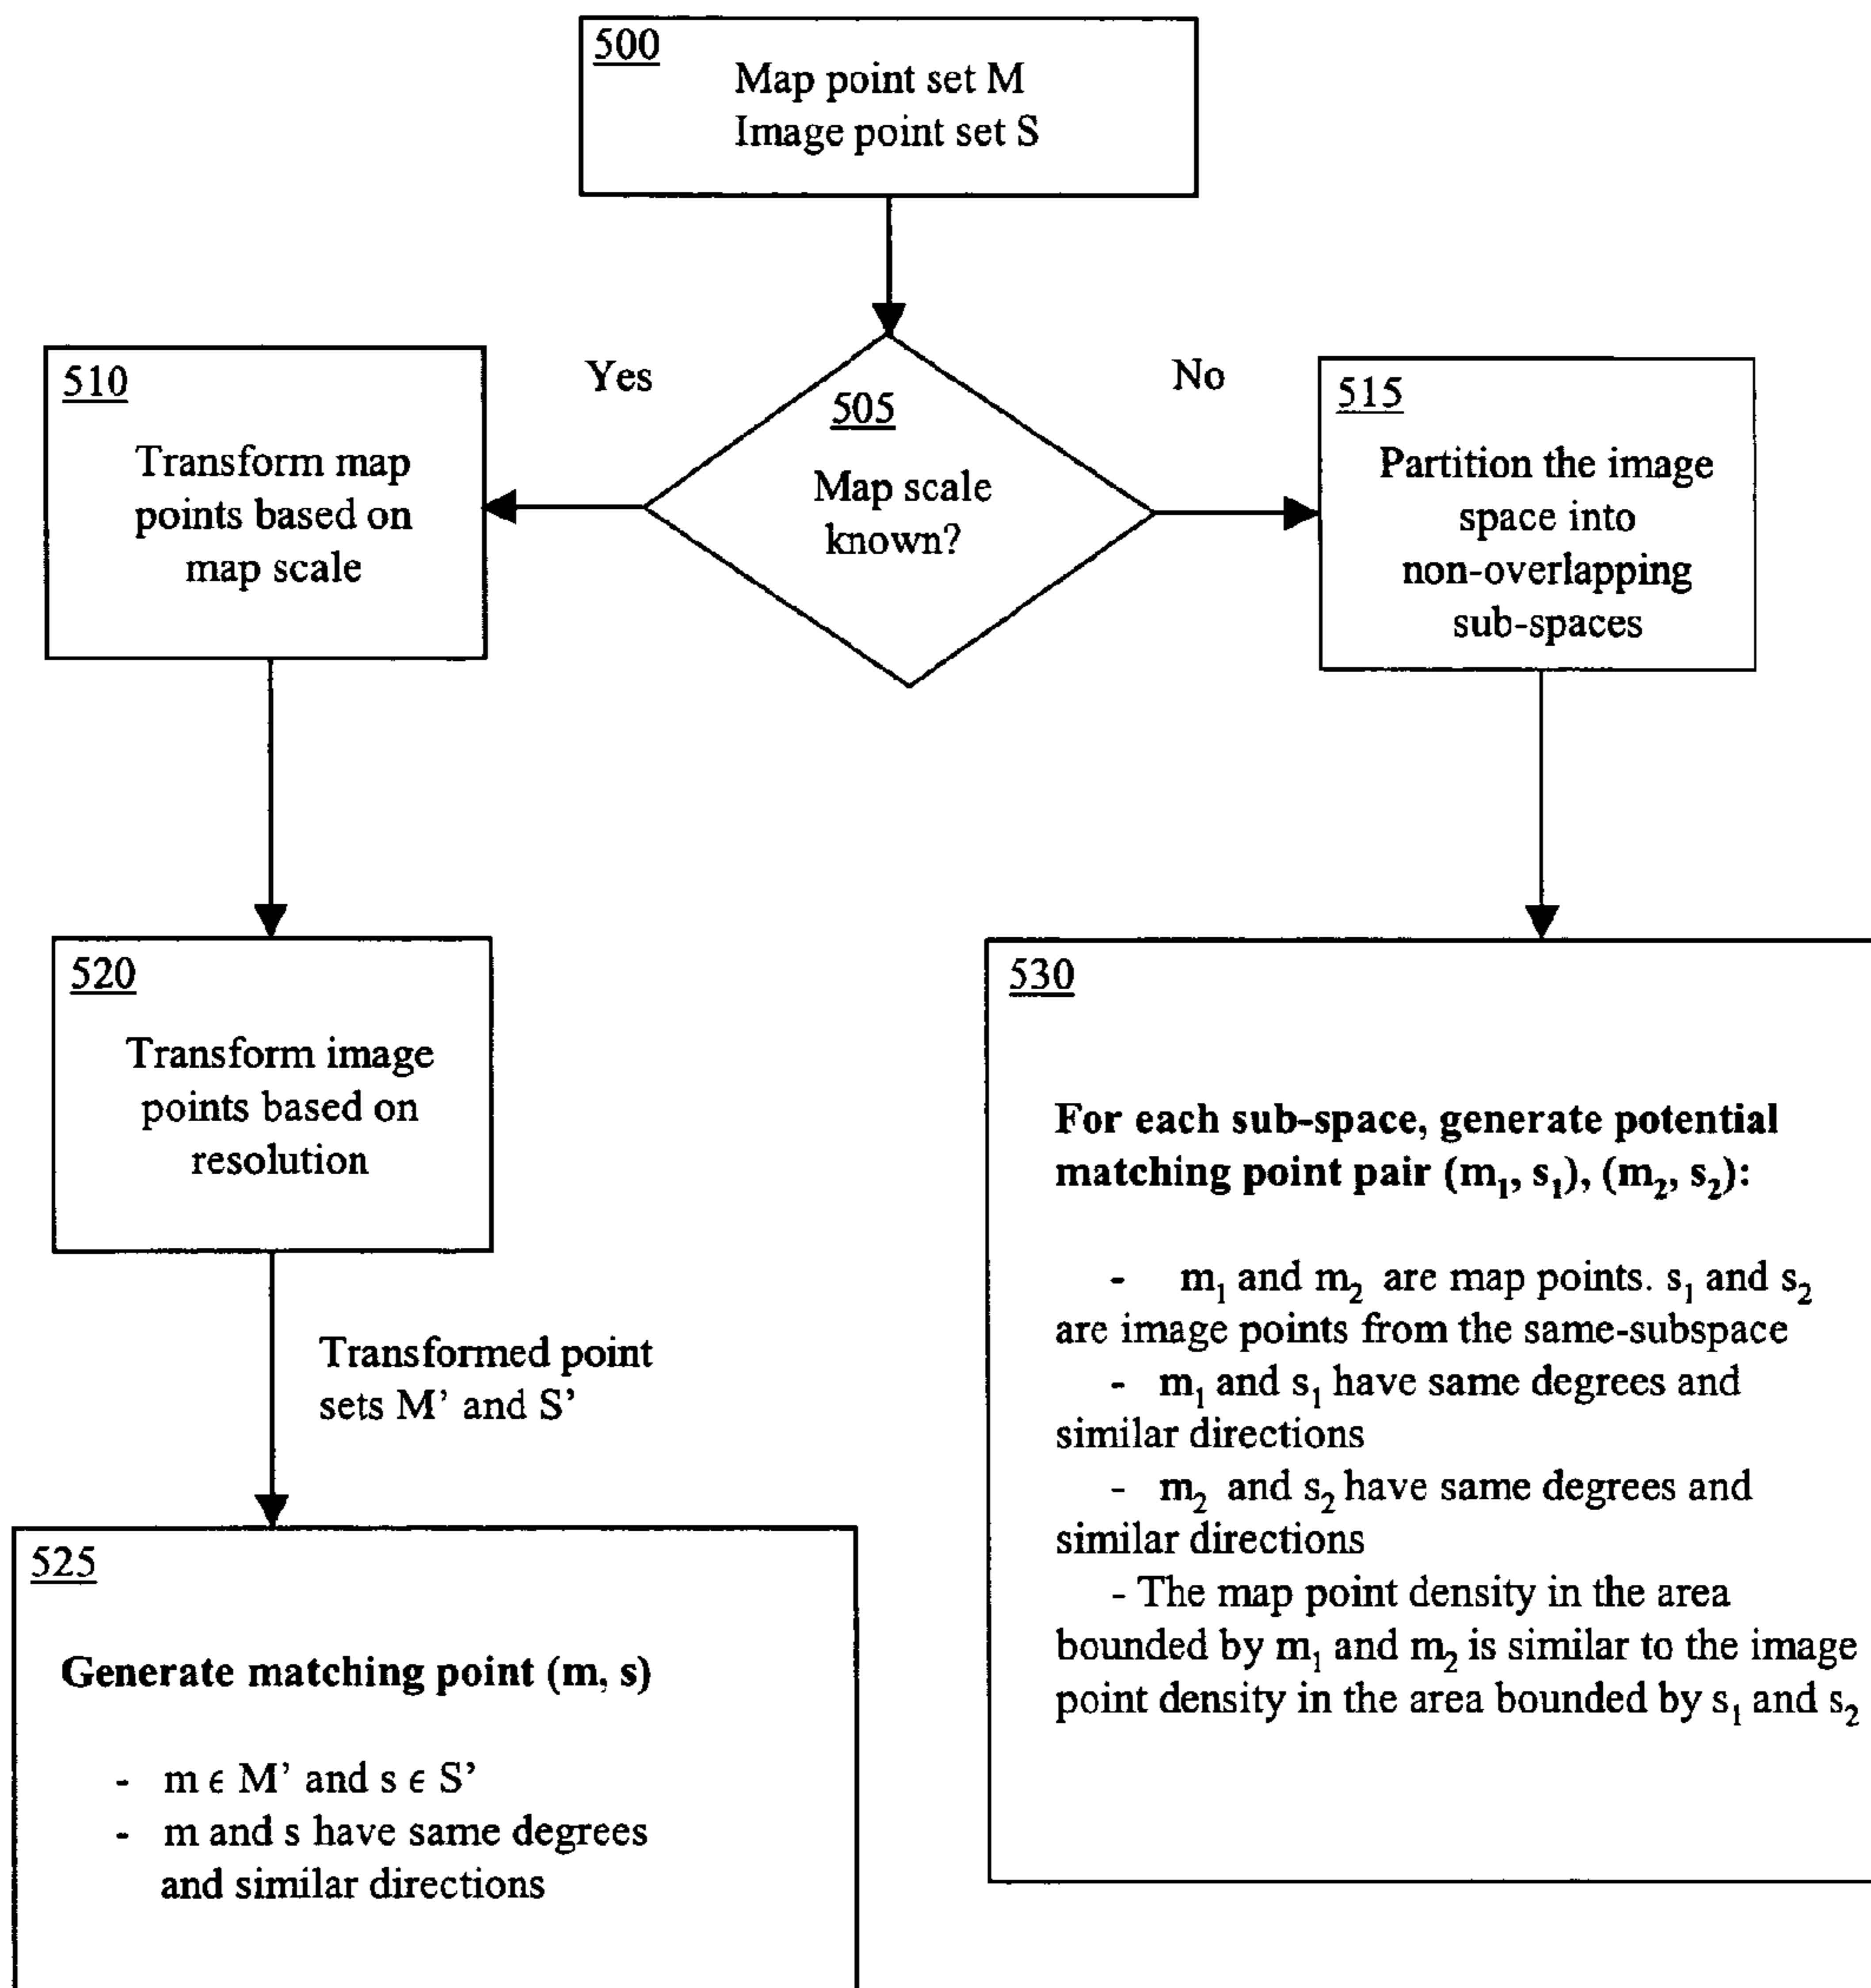 500
Map point set M
Image point set S
Yes
No
505
Map scale
known?
510
Transform map
points based on
map scale
515
Partition the image
space into
non-overlapping
sub-spaces
520
Transform image
points based on
resolution
Transformed point
sets M’ and S’
525
Generate matching point (m, s)
- m ϵ M’ and s ϵ S’
- m and s have same degrees
and similar directions
530
For each sub-space, generate potential
matching point pair (m₁, s₁), (m₂, s₂):
- m₁ and m₂ are map points. s₁ and s₂
are image points from the same-subspace
- m₁ and s₁ have same degrees and
similar directions
- m₂ and s₂ have same degrees and
similar directions
- The map point density in the area
bounded by m₁ and m₂ is similar to the image
point density in the area bounded by s₁ and s₂